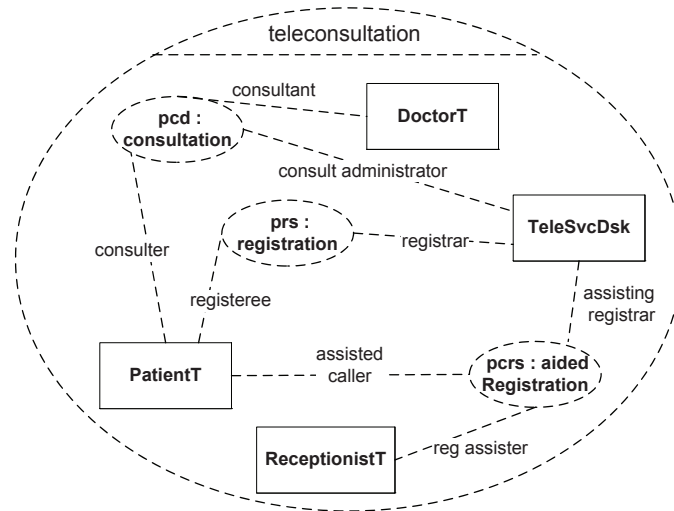 teleconsultation
consultant
pcd :
consultation
DoctorT
consult administrator
prs :
registration
TeleSvcDsk
registrar
consulter
registeree
assisting
registrar
PatientT
assisted
caller
pcrs : aided
Registration
reg assister
ReceptionistT